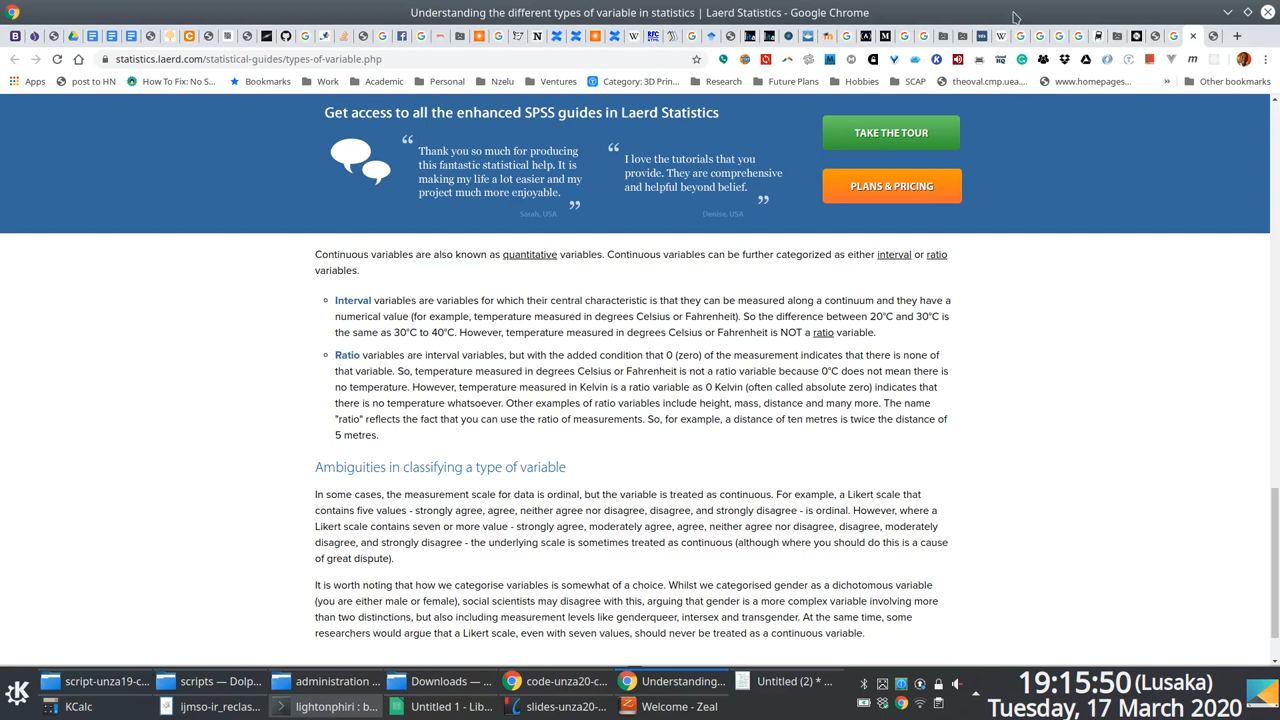 Understanding the different types of variable in statistics | Laerd Statistics - Google Chrome
statistics.laerd.com/statistical-guides/types-of-variable.php
Apps post to HN How To Fix: No S... Bookmarks Work Academic Personal Nzelu Ventures Category: 3D Prin... Research Future Plans Hobbies SCAP theoval.cmp.uea.... www.homepages... » Other bookmarks
Get access to all the enhanced SPSS guides in Laerd Statistics
TAKE THE TOUR
“ Thank you so much for producing
this fantastic statistical help. It is
making my life a lot easier and my
project much more enjoyable. ”
Sarah, USA
“ I love the tutorials that you
provide. They are comprehensive
and helpful beyond belief. ”
Denise, USA
PLANS & PRICING
Continuous variables are also known as quantitative variables. Continuous variables can be further categorized as either interval or ratio
variables.
Interval variables are variables for which their central characteristic is that they can be measured along a continuum and they have a
numerical value (for example, temperature measured in degrees Celsius or Fahrenheit). So the difference between 20°C and 30°C is
the same as 30°C to 40°C. However, temperature measured in degrees Celsius or Fahrenheit is NOT a ratio variable.
Ratio variables are interval variables, but with the added condition that 0 (zero) of the measurement indicates that there is none of
that variable. So, temperature measured in degrees Celsius or Fahrenheit is not a ratio variable because 0°C does not mean there is
no temperature. However, temperature measured in Kelvin is a ratio variable as 0 Kelvin (often called absolute zero) indicates that
there is no temperature whatsoever. Other examples of ratio variables include height, mass, distance and many more. The name
"ratio" reflects the fact that you can use the ratio of measurements. So, for example, a distance of ten metres is twice the distance of
5 metres.
Ambiguities in classifying a type of variable
In some cases, the measurement scale for data is ordinal, but the variable is treated as continuous. For example, a Likert scale that
contains five values - strongly agree, agree, neither agree nor disagree, disagree, and strongly disagree - is ordinal. However, where a
Likert scale contains seven or more value - strongly agree, moderately agree, agree, neither agree nor disagree, disagree, moderately
disagree, and strongly disagree - the underlying scale is sometimes treated as continuous (although where you should do this is a cause
of great dispute).
It is worth noting that how we categorise variables is somewhat of a choice. Whilst we categorised gender as a dichotomous variable
(you are either male or female), social scientists may disagree with this, arguing that gender is a more complex variable involving more
than two distinctions, but also including measurement levels like genderqueer, intersex and transgender. At the same time, some
researchers would argue that a Likert scale, even with seven values, should never be treated as a continuous variable.
script-unza19-c... scripts — Dolp... administration ... Downloads — ... code-unza20-c... Understanding... Untitled (2) * ...
KCalc ijmso-ir_reclas... lightonphiri : b... Untitled 1 - Lib... slides-unza20-... Welcome - Zeal
19:15:50 (Lusaka)
Tuesday, 17 March 2020